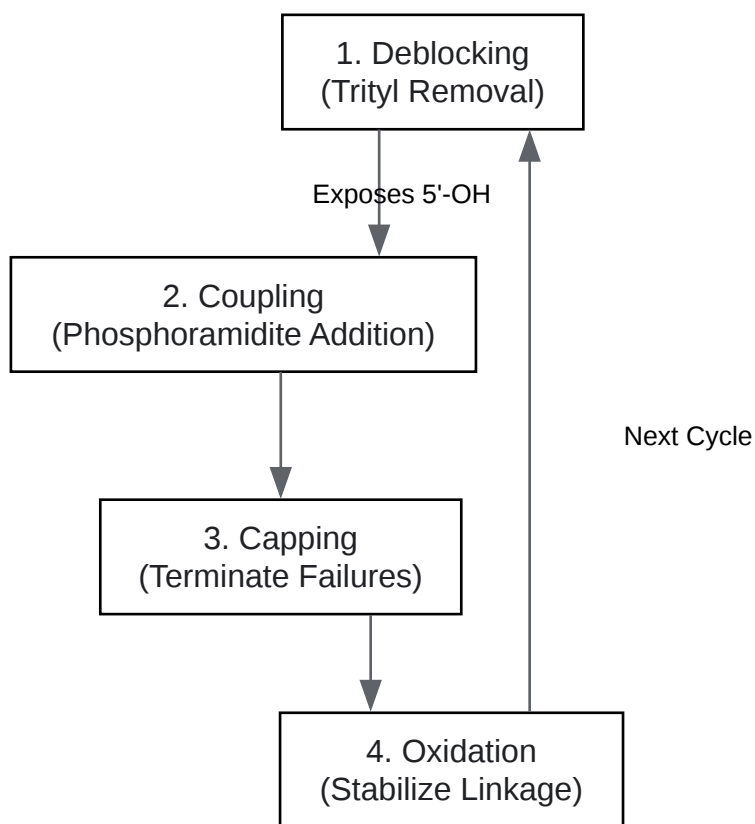 1. Deblocking
(Trityl Removal)
Exposes 5'-OH
2. Coupling
(Phosphoramidite Addition)
Next Cycle
3. Capping
(Terminate Failures)
4. Oxidation
(Stabilize Linkage)